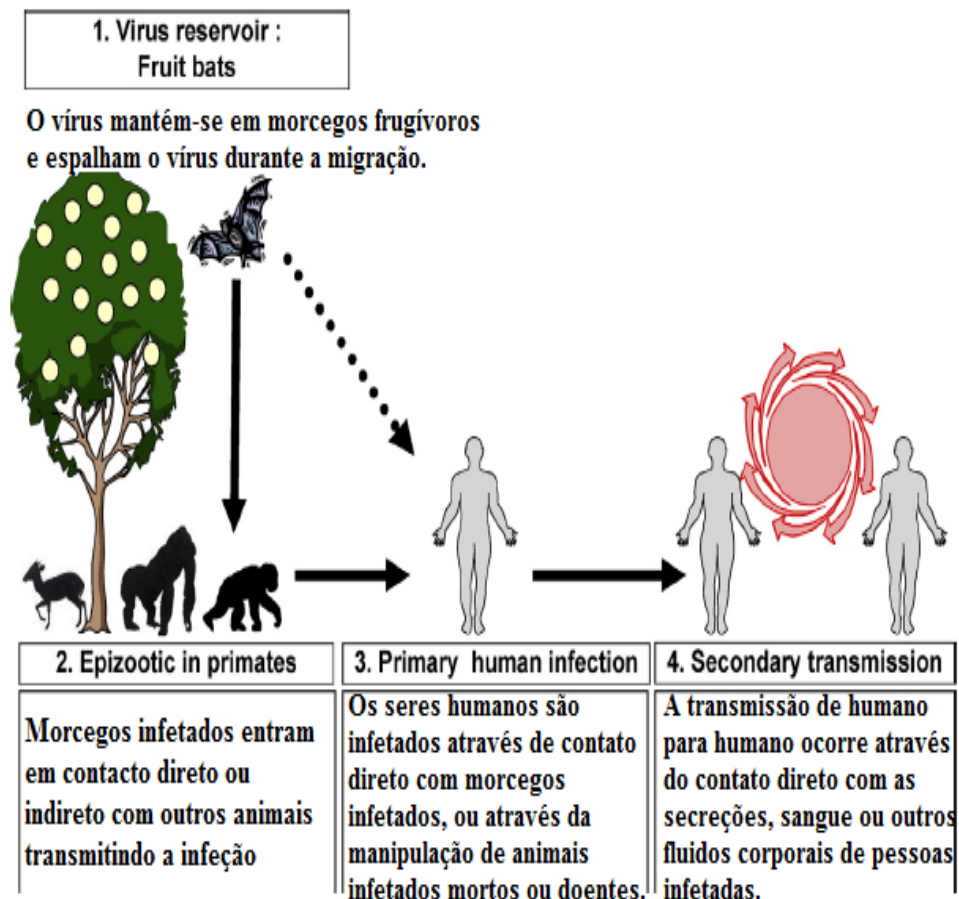 1. Virus reservoir :
Fruit bats
O vírus mantém-se em morcegos frugívoros
e espalham o vírus durante a migração.
2. Epizootic in primates
Morcegos infetados entram
em contacto direto ou
indireto com outros animais
transmitindo a infeção
3. Primary human infection
Os seres humanos são
infetados através de contato
direto com morcegos
infetados, ou através da
manipulação de animais
infetados mortos ou doentes.
4. Secondary transmission
A transmissão de humano
para humano ocorre através
do contato direto com as
secreções, sangue ou outros
fluidos corporais de pessoas
infetadas.